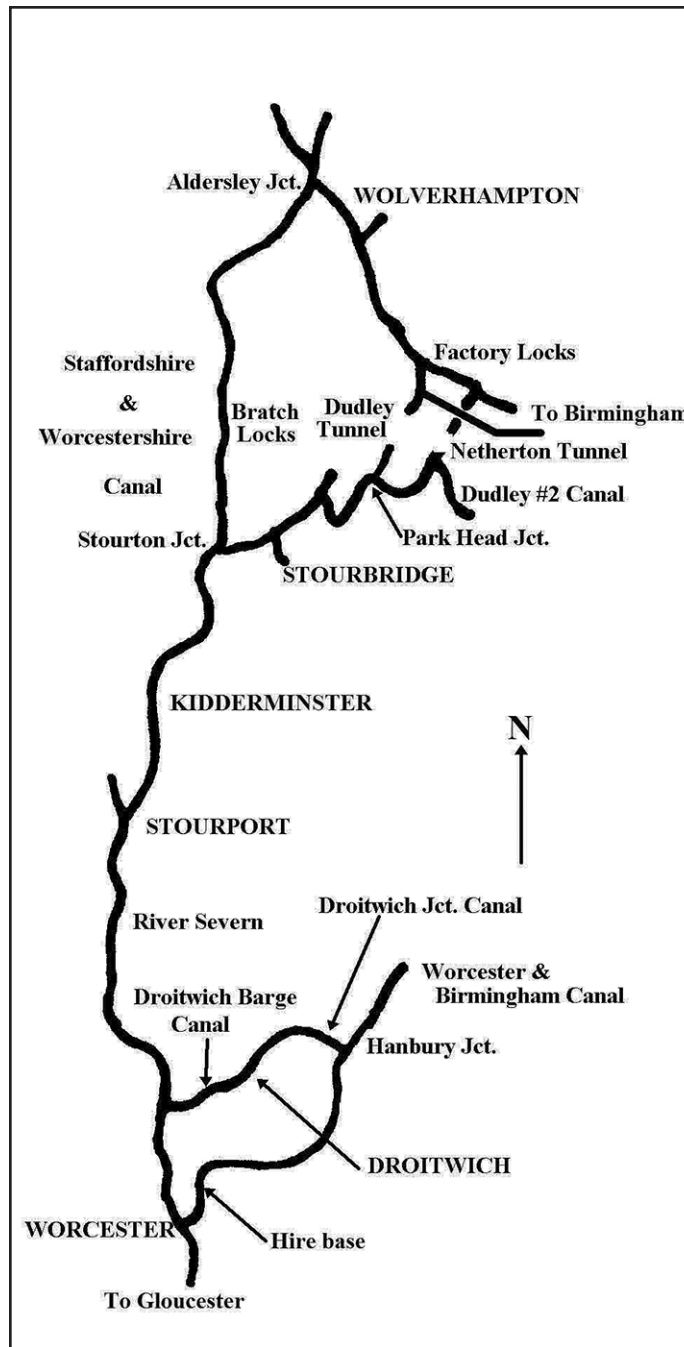 Aldersley Jct.
WOLVERHAMPTON
Factory Locks
Staffordshire
&
Worcestershire
Canal
Bratch
Locks
Dudley
Tunnel
To Birmingham
Netherton Tunnel
Dudley #2 Canal
Park Head Jct.
Stourton Jct.
STOURBRIDGE
KIDDERMINSTER
N
STOURPORT
Droitwich Jct. Canal
River Severn
Worcester &
Birmingham Canal
Droitwich Barge
Canal
Hanbury Jct.
DROITWICH
WORCESTER
Hire base
To Gloucester